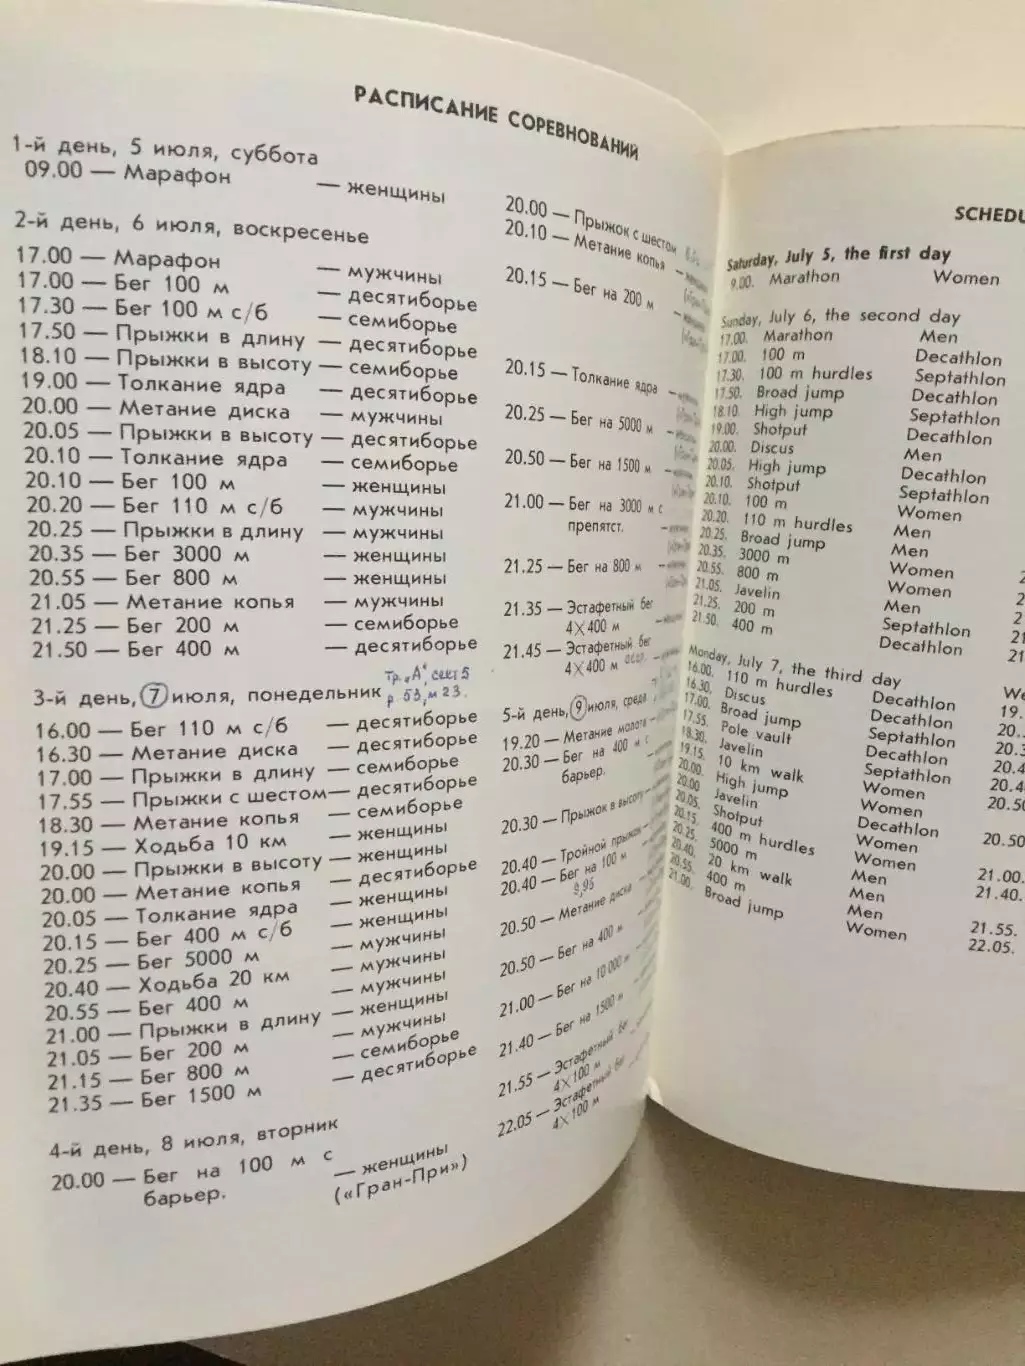 РАСПИСАНИЕ СОРЕВНОВАНИЙ
1-й день, 5 июля, суббота
09.00 — Марафон — женщины
2-й день, 6 июля, воскресенье
17.00 — Марафон — мужчины
17.00 — Бег 100 м — десятиборье
17.30 — Бег 100 м с/б — семиборье
17.50 — Прыжки в длину — десятиборье
18.10 — Прыжки в высоту — семиборье
19.00 — Толкание ядра — десятиборье
20.00 — Метание диска — мужчины
20.05 — Прыжки в высоту — десятиборье
20.10 — Толкание ядра — семиборье
20.10 — Бег 100 м — женщины
20.20 — Бег 110 м с/б — мужчины
20.25 — Прыжки в длину — мужчины
20.35 — Бег 3000 м — женщины
20.55 — Бег 800 м — женщины
21.05 — Метание копья — мужчины
21.25 — Бег 200 м — семиборье
21.50 — Бег 400 м — десятиборье
Тр. „А", сект 5
3-й день, 7 июля, понедельник р. 53, м 23.
16.00 — Бег 110 м с/б — десятиборье
16.30 — Метание диска — десятиборье
17.00 — Прыжки в длину — семиборье
17.55 — Прыжки с шестом — десятиборье
18.30 — Метание копья — семиборье
19.15 — Ходьба 10 км — женщины
20.00 — Прыжки в высоту — женщины
20.00 — Метание копья — десятиборье
20.05 — Толкание ядра — женщины
20.15 — Бег 400 м с/б — женщины
20.25 — Бег 5000 м — мужчины
20.40 — Ходьба 20 км — мужчины
20.55 — Бег 400 м — мужчины
21.00 — Прыжки в длину — женщины
21.05 — Бег 200 м — мужчины
21.15 — Бег 800 м — семиборье
21.35 — Бег 1500 м — десятиборье
4-й день, 8 июля, вторник
20.00 — Бег на 100 м с — женщины
барьер. («Гран-При»)
20.00 — Прыжок с шестом
20.10 — Метание копья
20.15 — Бег на 200 м
20.15 — Толкание ядра
20.25 — Бег на 5000 м
20.50 — Бег на 1500 м
21.00 — Бег на 3000 м с
препятст.
21.25 — Бег на 800 м
21.35 — Эстафетный бег
4×400 м
21.45 — Эстафетный бег
4×400 м
5-й день, 9 июля, среда
19.20 — Метание молота
20.30 — Бег на 400 м с
барьер.
20.30 — Прыжок в высоту
20.40 — Тройной прыжок
20.40 — Бег на 100 м
9,95
20.50 — Метание диска
20.50 — Бег на 400 м
21.00 — Бег на 10 000 м
21.40 — Бег на 1500 м
21.55 — Эстафетный бег
4×100 м
22.05 — Эстафетный бег
4×100 м
SCHEDU
Saturday, July 5, the first day
9.00. Marathon Women
Sunday, July 6, the second day
17.00. Marathon Men
17.00. 100 m Decathlon
17.30. 100 m hurdles Septathlon
17.50. Broad jump Decathlon
18.10. High jump Septathlon
19.00. Shotput Decathlon
20.00. Discus Men
20.05. High jump Decathlon
20.10. Shotput Septathlon
20.10. 100 m Women
20.20. 110 m hurdles Men
20.25. Broad jump Men
20.35. 3000 m Women
20.55. 800 m Women
21.05. Javelin Men
21.25. 200 m Septathlon
21.50. 400 m Decathlon
Monday, July 7, the third day
16.00. 110 m hurdles Decathlon
16.30. Discus Decathlon
17.00. Broad jump Septathlon
17.55. Pole vault Decathlon
18.30. Javelin Septathlon
19.15. 10 km walk Women
20.00. High jump Women
20.00 Javelin Decathlon
20.05. Shotput Women
20.15. 400 m hurdles Women
20.25. 5000 m Men
20.40. 20 km walk Men
20.55. 400 m Men
21.00. Broad jump Women
20.50
21.00.
21.40.
21.55.
22.05.